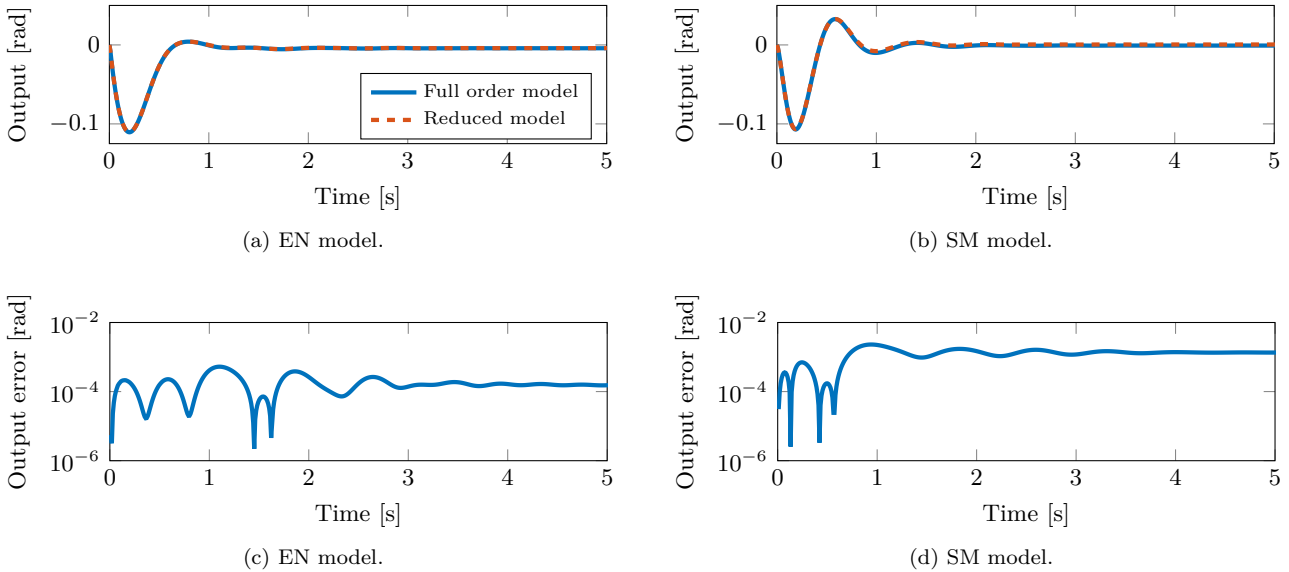 Output [rad]
0
−0.1
Full order model
Reduced model
0 1 2 3 4 5
Time [s]
(a) EN model.
Output [rad]
0
−0.1
0 1 2 3 4 5
Time [s]
(b) SM model.
Output error [rad]
10−2
10−4
10−6
0 1 2 3 4 5
Time [s]
(c) EN model.
Output error [rad]
10−2
10−4
10−6
0 1 2 3 4 5
Time [s]
(d) SM model.